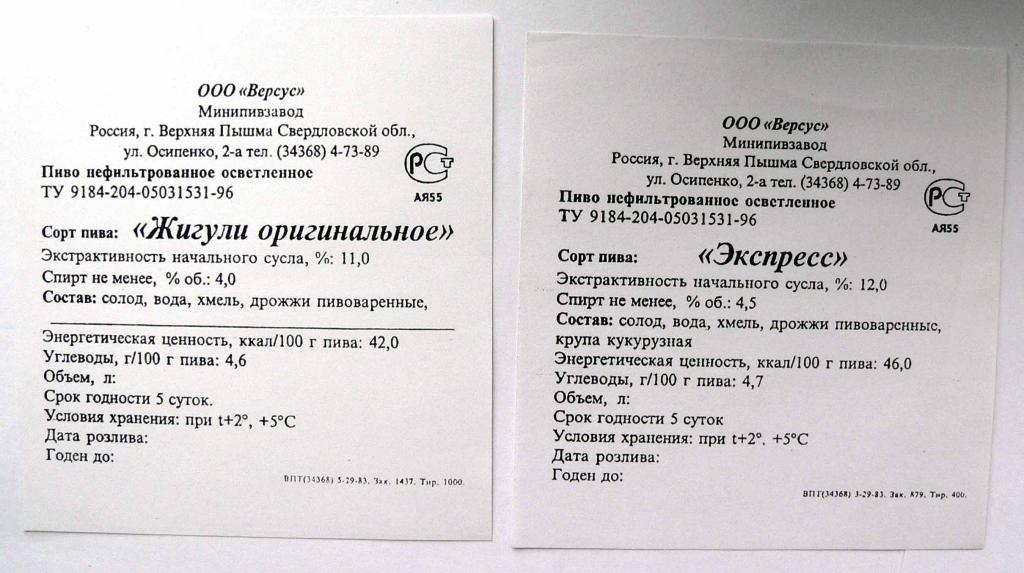 ООО «Версус»
Минипивзавод
Россия, г. Верхняя Пышма Свердловской обл.,
ул. Осипенко, 2-а тел. (34368) 4-73-89
Пиво нефильтрованное осветленное
ТУ 9184-204-05031531-96
РСТ
АЯ55
Сорт пива: «Жигули оригинальное»
Экстрактивность начального сусла, %: 11,0
Спирт не менее, % об.: 4,0
Состав: солод, вода, хмель, дрожжи пивоваренные,
Энергетическая ценность, ккал/100 г пива: 42,0
Углеводы, г/100 г пива: 4,6
Объем, л:
Срок годности 5 суток.
Условия хранения: при t+2°, +5°С
Дата розлива:
Годен до:
ВПТ(34368) 5-29-83. Зак. 1437. Тир. 1000.
ООО «Версус»
Минипивзавод
Россия, г. Верхняя Пышма Свердловской обл.,
ул. Осипенко, 2-а тел. (34368) 4-73-89
Пиво нефильтрованное осветленное
ТУ 9184-204-05031531-96
РСТ
АЯ55
Сорт пива: «Экспресс»
Экстрактивность начального сусла, %: 12,0
Спирт не менее, % об.: 4,5
Состав: солод, вода, хмель, дрожжи пивоваренные,
крупа кукурузная
Энергетическая ценность, ккал/100 г пива: 46,0
Углеводы, г/100 г пива: 4,7
Объем, л:
Срок годности 5 суток
Условия хранения: при t+2°, +5°С
Дата розлива:
Годен до:
ВПТ(34368) 3-29-83. Зак. 879. Тир. 400.